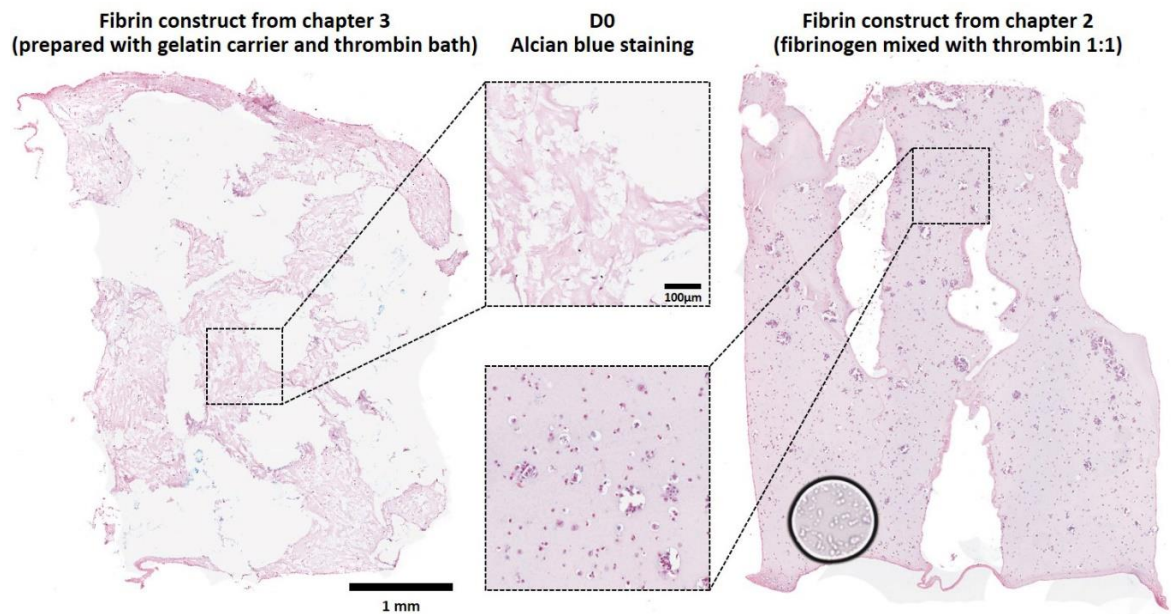 Fibrin construct from chapter 3
(prepared with gelatin carrier and thrombin bath)
D0
Alcian blue staining
Fibrin construct from chapter 2
(fibrinogen mixed with thrombin 1:1)
100µm
1 mm